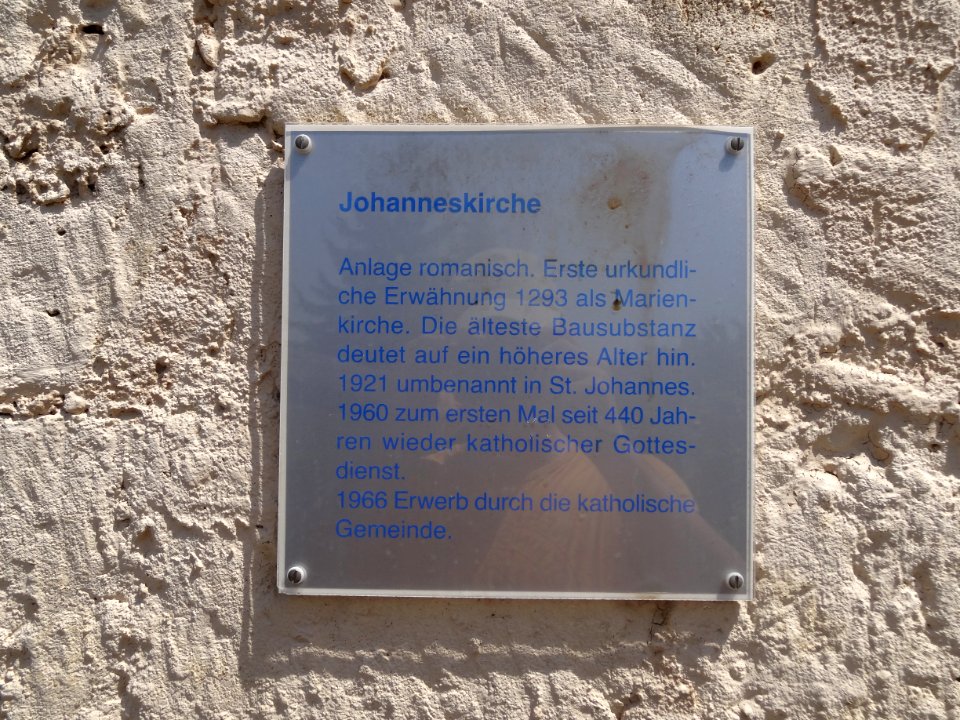 Johanneskirche
Anlage romanisch. Erste urkundli-
che Erwähnung 1293 als Marien-
kirche. Die älteste Bausubstanz
deutet auf ein höheres Alter hin.
1921 umbenannt in St. Johannes.
1960 zum ersten Mal seit 440 Jah-
ren wieder katholischer Gottes-
dienst.
1966 Erwerb durch die katholische
Gemeinde.